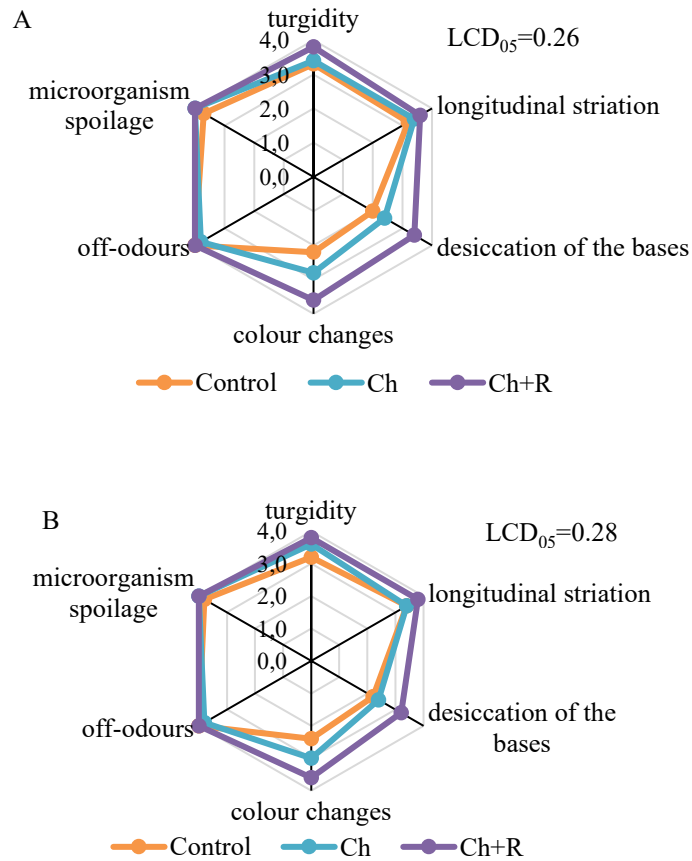 A
turgidity
LCD05=0.26
4,0
3,0
2,0
1,0
0,0
longitudinal striation
desiccation of the bases
colour changes
off-odours
microorganism
spoilage
Control
Ch
Ch+R
B
turgidity
LCD05=0.28
4,0
3,0
2,0
1,0
0,0
longitudinal striation
desiccation of the
bases
colour changes
off-odours
microorganism
spoilage
Control
Ch
Ch+R